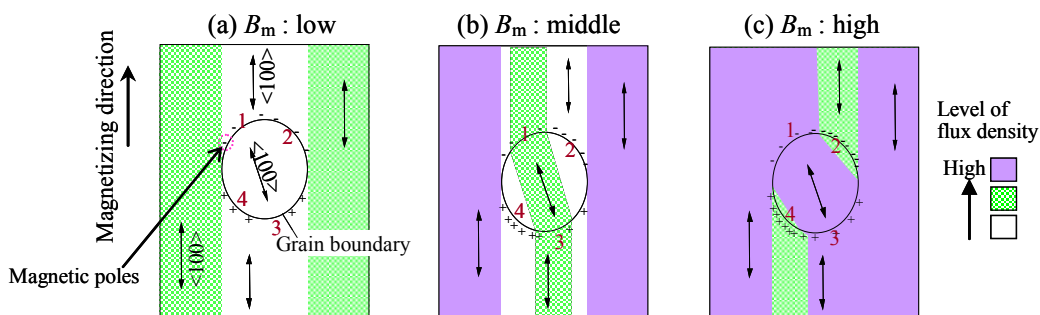 (a) Bm : low
(b) Bm : middle
(c) Bm : high
Magnetizing direction
<100>
1
2
<100>
4
3
Grain boundary
<100>
Magnetic poles
1
2
4
3
1
2
4
3
Level of
flux density
High